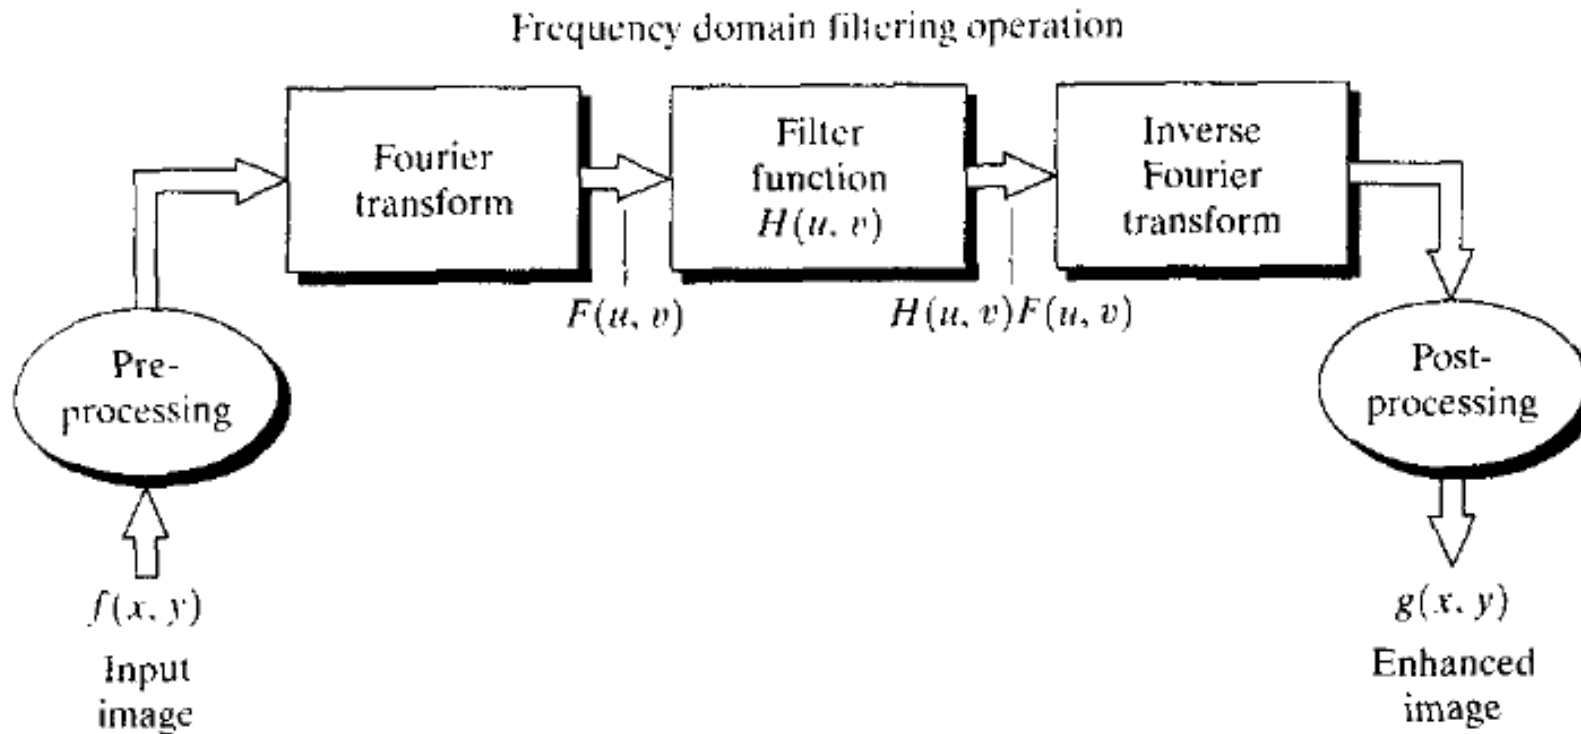 Frequency domain filtering operation
Fourier
transform
Filter
function
H(u, v)
Inverse
Fourier
transform
F(u, v)
H(u, v)F(u, v)
Pre-
processing
Post-
processing
f(x, y)
Input
image
g(x, y)
Enhanced
image